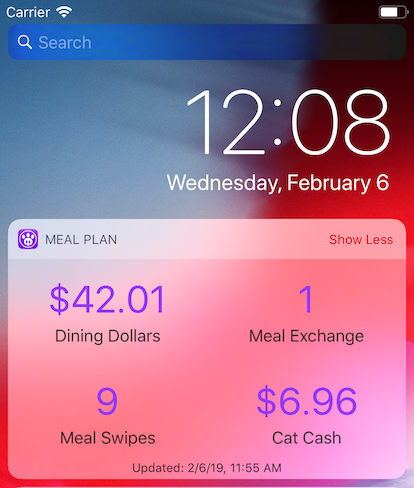 Carrier
Search
12:08
Wednesday, February 6
MEAL PLAN Show Less
$42.01 1
Dining Dollars Meal Exchange
9 $6.96
Meal Swipes Cat Cash
Updated: 2/6/19, 11:55 AM